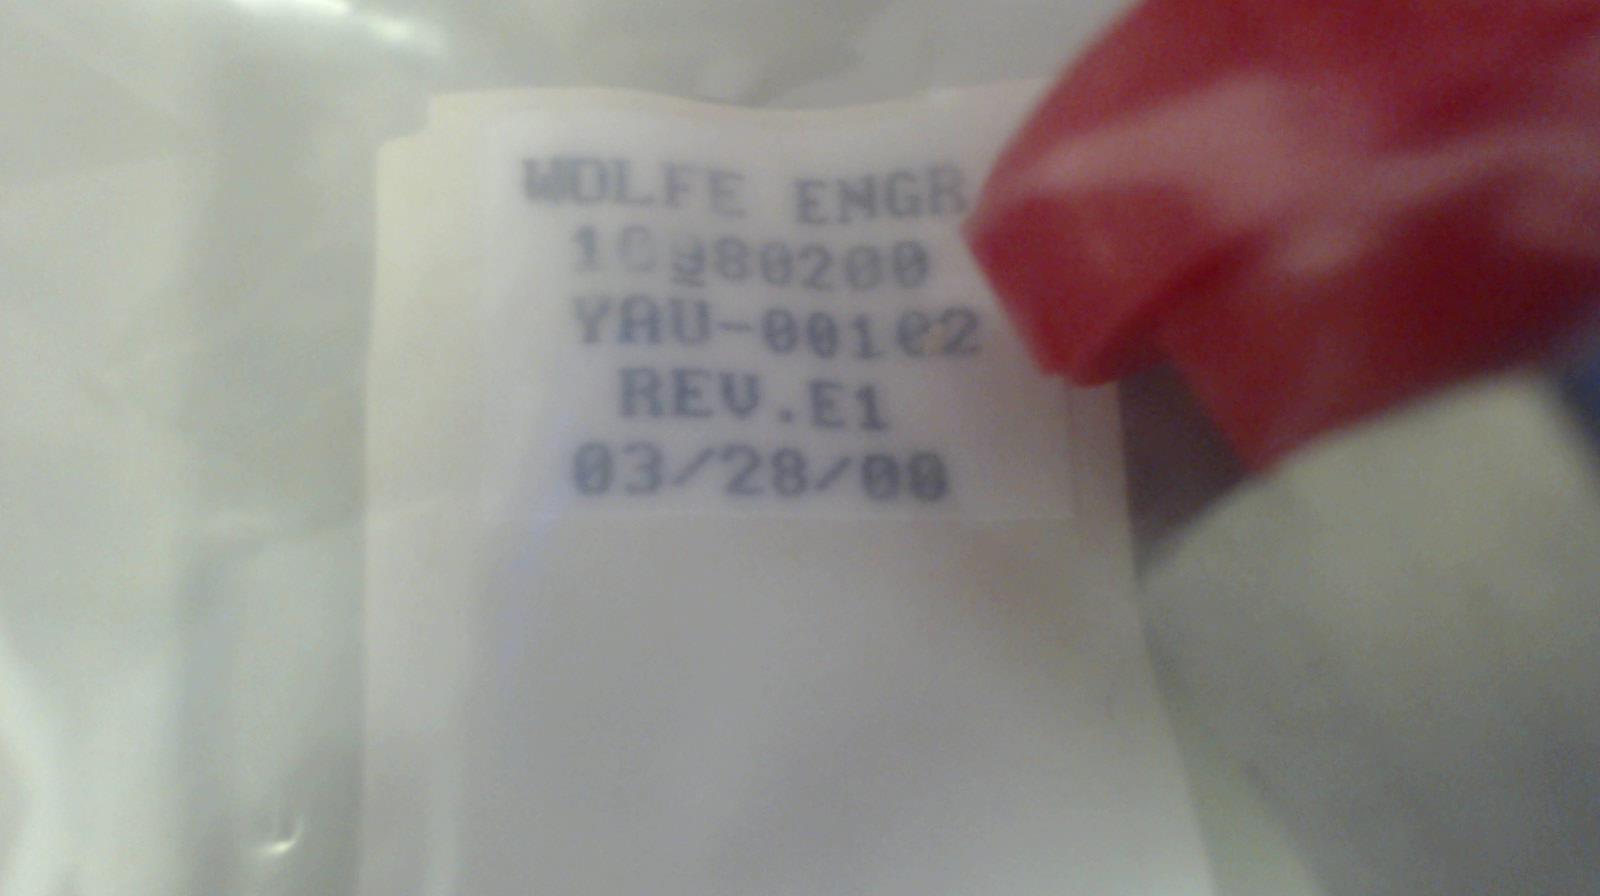 WOLFE ENGR
YAU-00102
REV.E1
03/28/00